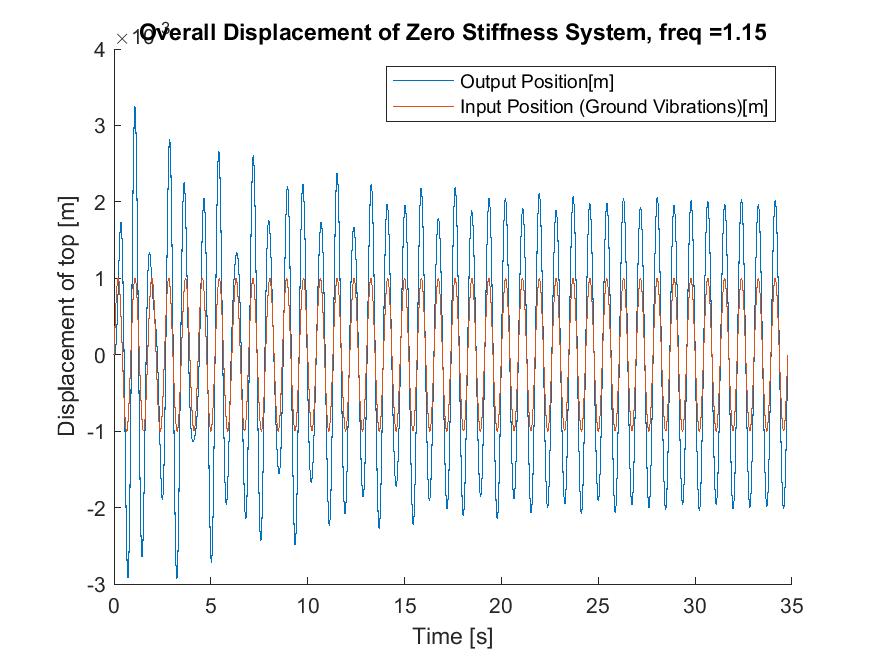 Overall Displacement of Zero Stiffness System, freq =1.15
×10⁻³
Output Position[m]
Input Position (Ground Vibrations)[m]
4
3
2
1
0
-1
-2
-3
Displacement of top [m]
0 5 10 15 20 25 30 35
Time [s]